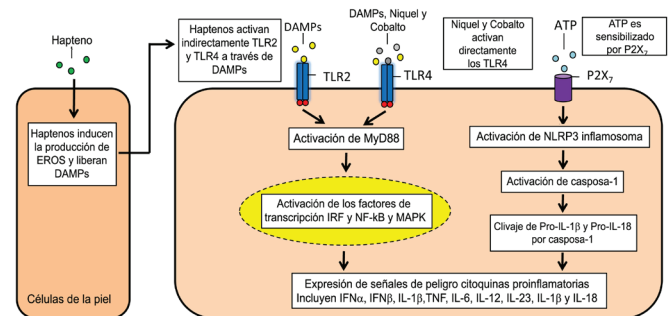 Hapteno
Haptenos inducen
la producción de
EROS y liberan
DAMPs
Células de la piel
Haptenos activan
indirectamente TLR2
y TLR4 a través de
DAMPs
DAMPs
TLR2
DAMPs, Niquel y
Cobalto
TLR4
Niquel y Cobalto
activan
directamente
los TLR4
ATP
ATP es
sensibilizado
por P2X7
P2X7
Activación de MyD88
Activación de los factores de
transcripción IRF y NF-kB y MAPK
Activación de NLRP3 inflamosoma
Activación de casposa-1
Clivaje de Pro-IL-1β y Pro-IL-18
por casposa-1
Expresión de señales de peligro citoquinas proinflamatorias
Incluyen IFNα, IFNβ, IL-1β,TNF, IL-6, IL-12, IL-23, IL-1β y IL-18